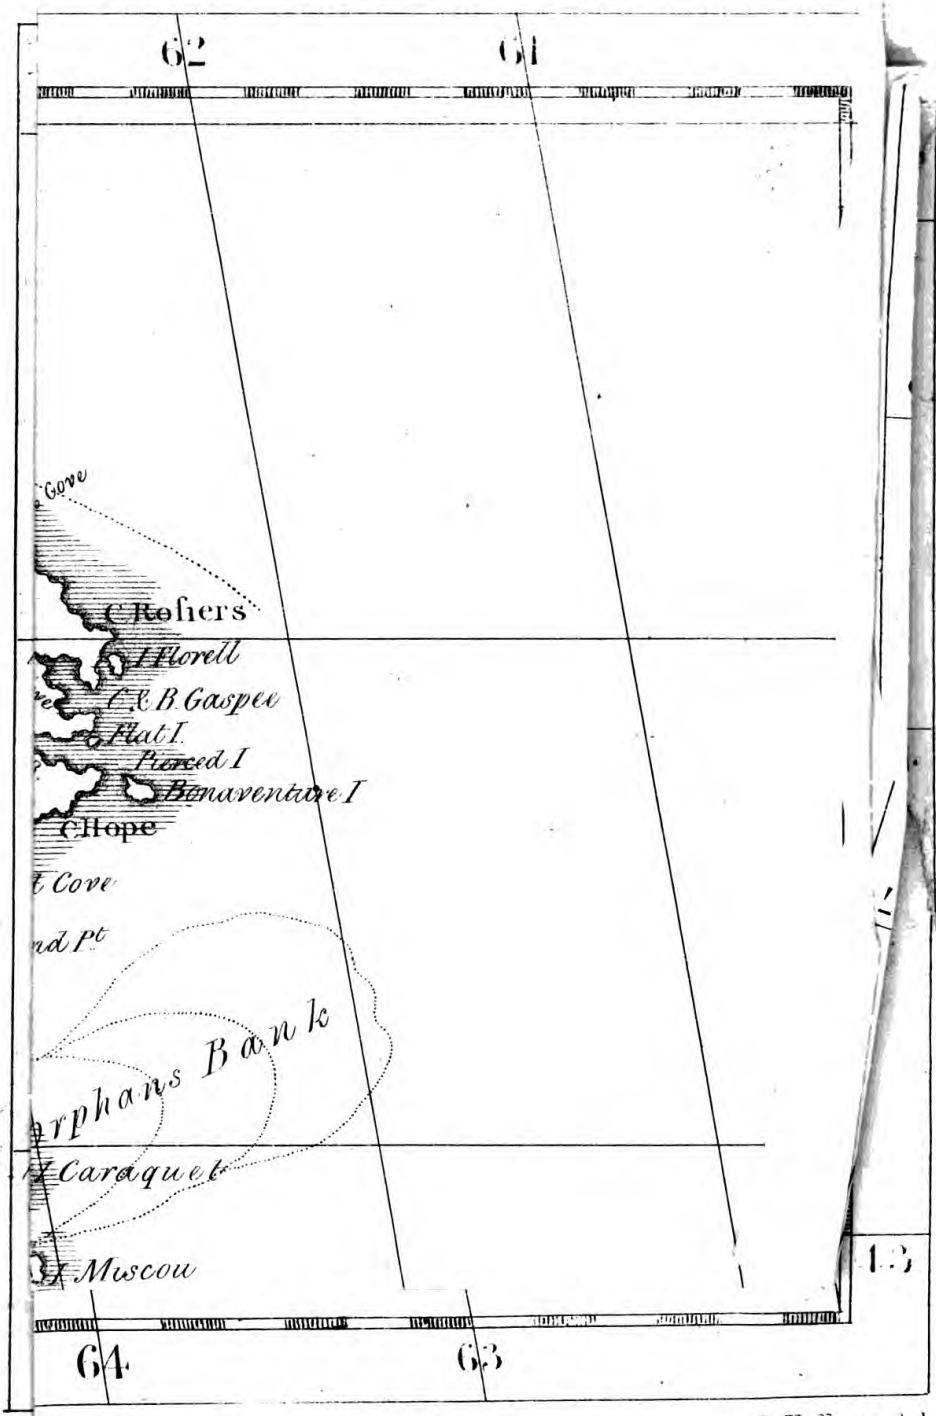 62 61
Cove
C Roſiers
I Florell
C. & B. Gaspee
Flat I.
Pierced I
Bonaventure I
C Hope
Cove
Pt
Orphans Bank
I Caraquet
I Miscou
64 63